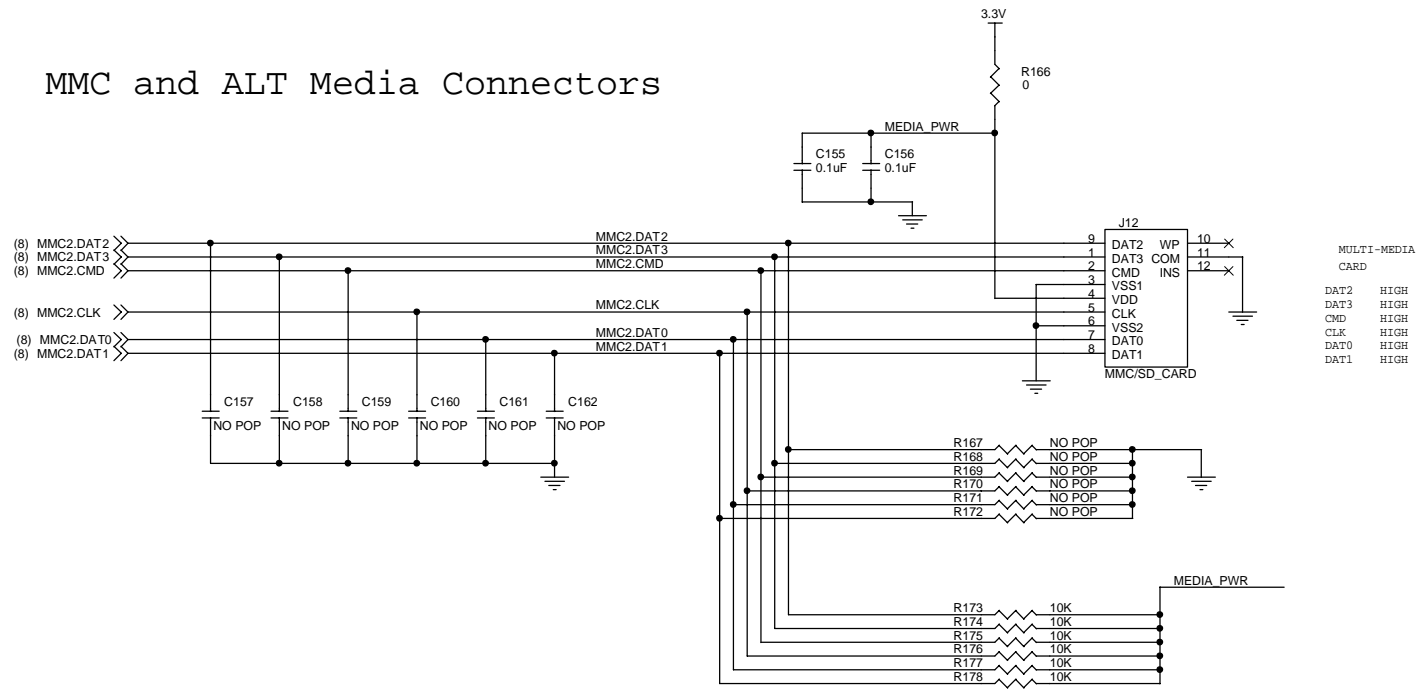 3.3V
R166
0
MMC and ALT Media Connectors
MEDIA_PWR
C155
0.1uF
C156
0.1uF
J12
(8) MMC2.DAT2
(8) MMC2.DAT3
(8) MMC2.CMD
(8) MMC2.CLK
(8) MMC2.DAT0
(8) MMC2.DAT1
MMC2.DAT2
MMC2.DAT3
MMC2.CMD
MMC2.CLK
MMC2.DAT0
MMC2.DAT1
9 DAT2 WP 10
1 DAT3 COM 11
2 CMD INS 12
3 VSS1
4 VDD
5 CLK
6 VSS2
7 DAT0
8 DAT1
MMC/SD_CARD
MULTI-MEDIA
CARD
DAT2 HIGH
DAT3 HIGH
CMD HIGH
CLK HIGH
DAT0 HIGH
DAT1 HIGH
C157
NO POP
C158
NO POP
C159
NO POP
C160
NO POP
C161
NO POP
C162
NO POP
R167 NO POP
R168 NO POP
R169 NO POP
R170 NO POP
R171 NO POP
R172 NO POP
MEDIA_PWR
R173 10K
R174 10K
R175 10K
R176 10K
R177 10K
R178 10K